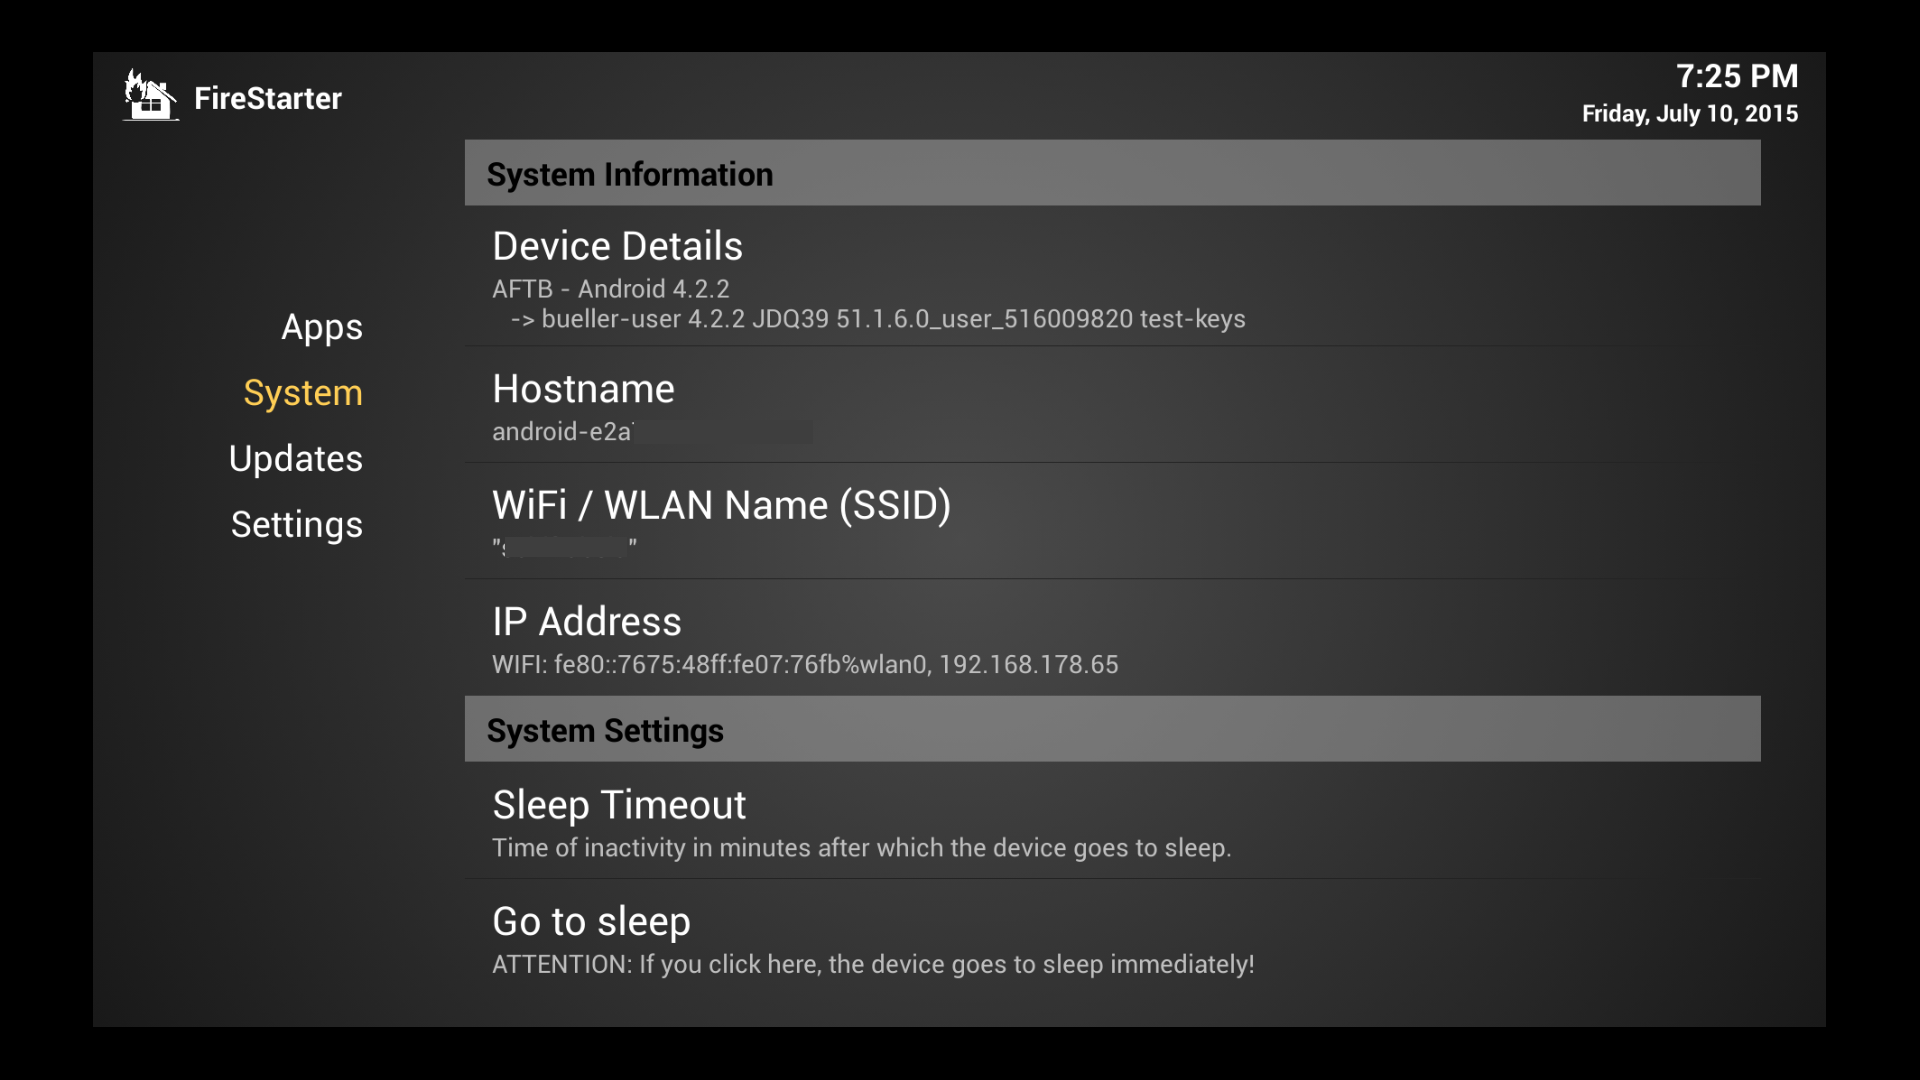 FireStarter
7:25 PM
Friday, July 10, 2015
Apps
System
Updates
Settings
System Information
Device Details
AFTB - Android 4.2.2
-> bueller-user 4.2.2 JDQ39 51.1.6.0_user_516009820 test-keys
Hostname
android-e2a
WiFi / WLAN Name (SSID)
IP Address
WIFI: fe80::7675:48ff:fe07:76fb%wlan0, 192.168.178.65
System Settings
Sleep Timeout
Time of inactivity in minutes after which the device goes to sleep.
Go to sleep
ATTENTION: If you click here, the device goes to sleep immediately!